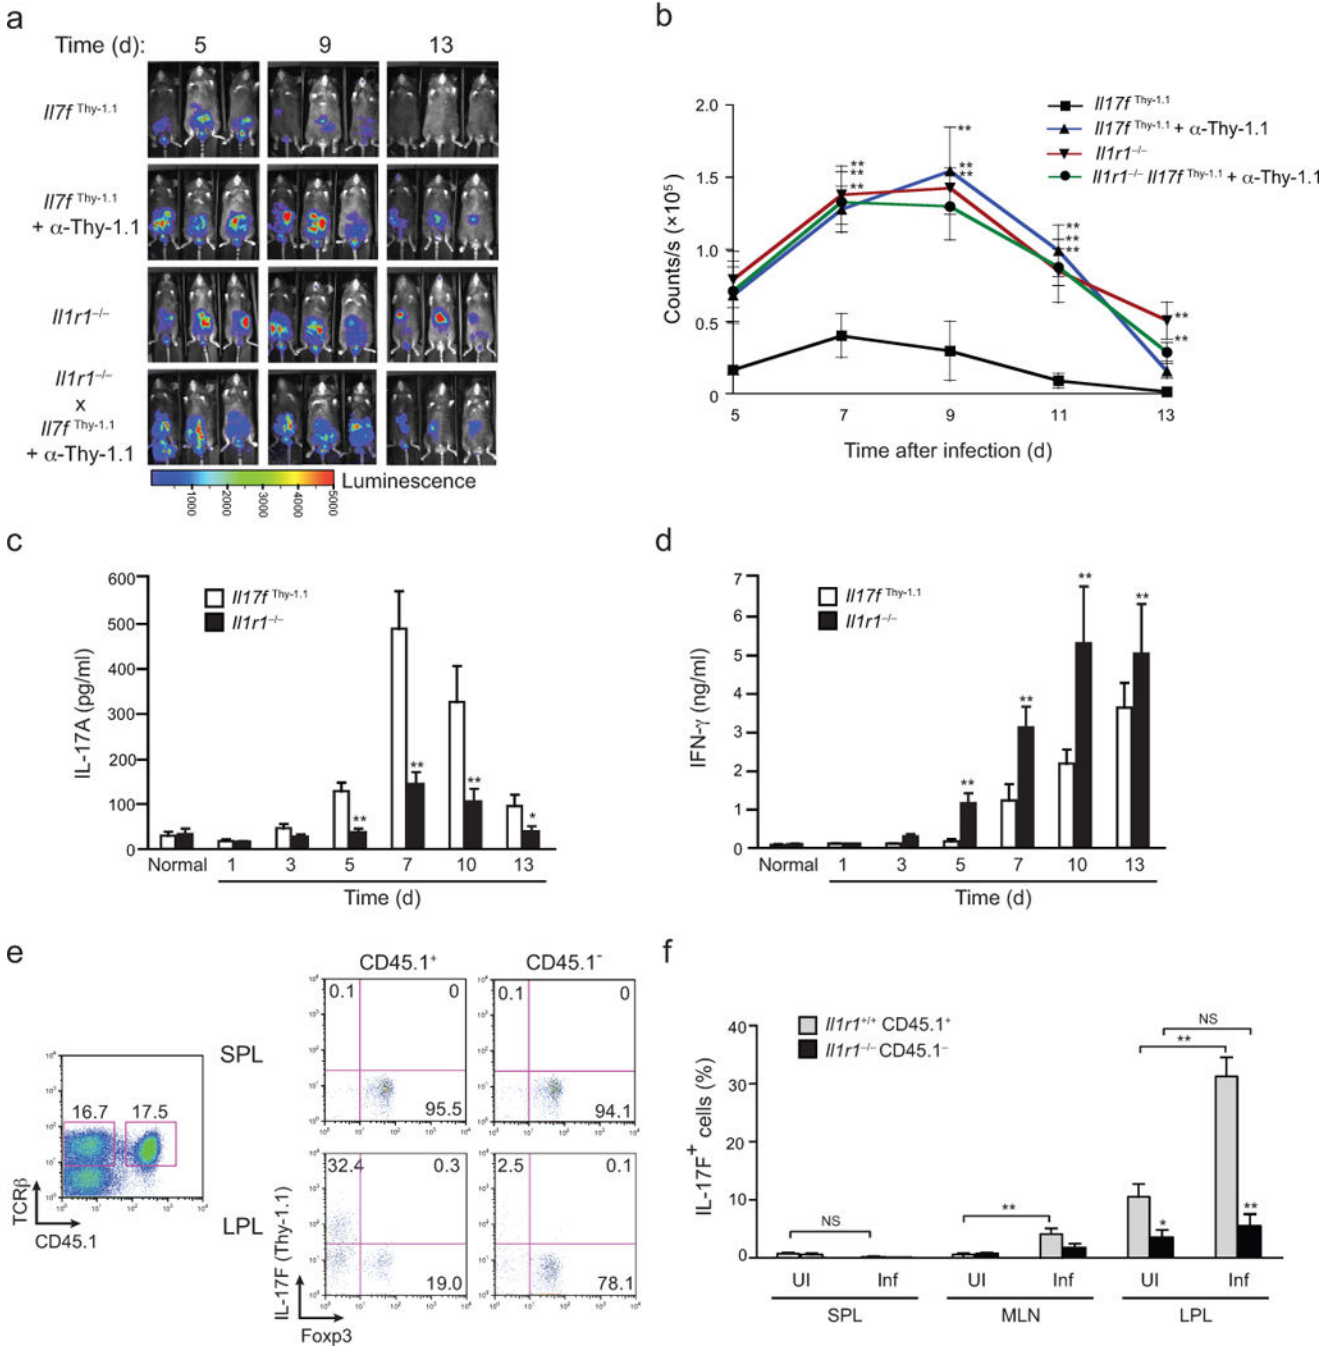 a
Time (d): 5 9 13
Il7f Thy-1.1
Il7f Thy-1.1
+ α-Thy-1.1
Il1r1–/–
Il1r1–/–
x
Il7f Thy-1.1
+ α-Thy-1.1
1000 2000 3000 4000 5000
Luminescence
b
Il17f Thy-1.1
Il17f Thy-1.1 + α-Thy-1.1
Il1r1–/–
Il1r1–/– Il17f Thy-1.1 + α-Thy-1.1
Counts/s (×10⁵)
2.0
1.5
1.0
0.5
0
**
**
**
**
**
**
**
**
**
**
**
5 7 9 11 13
Time after infection (d)
c
Il17f Thy-1.1
Il1r1–/–
IL-17A (pg/ml)
600
500
400
300
200
100
0
**
**
**
*
Normal 1 3 5 7 10 13
Time (d)
d
Il17f Thy-1.1
Il1r1–/–
IFN-γ (ng/ml)
7
6
5
4
3
2
1
0
**
**
**
**
Normal 1 3 5 7 10 13
Time (d)
e
CD45.1⁺ CD45.1⁻
SPL
0.1 0
95.5
0.1 0
94.1
LPL
32.4 0.3
19.0
2.5 0.1
78.1
16.7 17.5
TCRβ
CD45.1
10⁰ 10¹ 10² 10³ 10⁴
IL-17F (Thy-1.1)
Foxp3
f
Il1r1+/+ CD45.1+
Il1r1–/– CD45.1–
IL-17F⁺ cells (%)
40
30
20
10
0
NS
**
NS
**
*
**
UI Inf UI Inf UI Inf
SPL MLN LPL